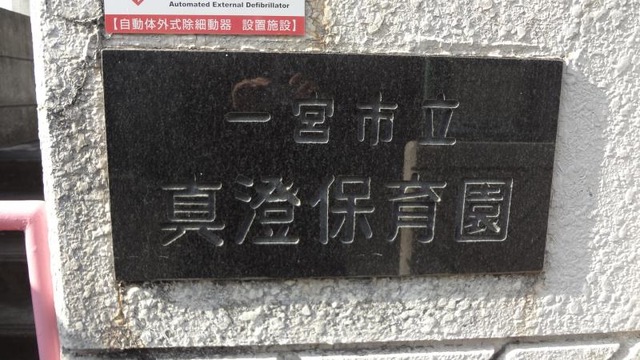 Automated External Defibrillator
【自動体外式除細動器 設置施設】
一宮市立
真澄保育園